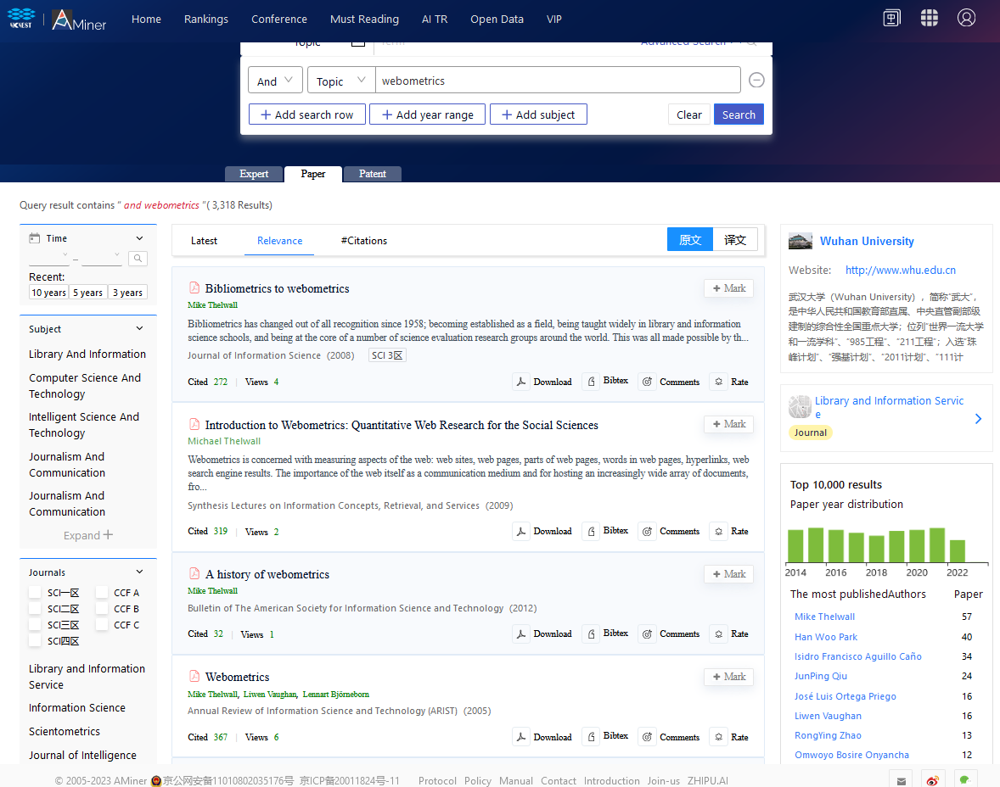 AMiner
Home Rankings Conference Must Reading AI TR Open Data VIP
Topic Term Advanced Search
And Topic webometrics
Add search row Add year range Add subject Clear Search
Expert Paper Patent
Query result contains “ and webometrics “( 3,318 Results)
Time
–
Recent:
10 years 5 years 3 years
Subject
Library And Information
Computer Science And
Technology
Intelligent Science And
Technology
Journalism And
Communication
Journalism And
Communication
Expand
Journals
SCI一区 CCF A
SCI二区 CCF B
SCI三区 CCF C
SCI四区
Library and Information
Service
Information Science
Scientometrics
Journal of Intelligence
Latest Relevance #Citations 原文 译文
Bibliometrics to webometrics + Mark
Mike Thelwall
Bibliometrics has changed out of all recognition since 1958; becoming established as a field, being taught widely in library and information
science schools, and being at the core of a number of science evaluation research groups around the world. This was all made possible by th...
Journal of Information Science (2008) SCI 3区
Cited 272 Views 4 Download Bibtex Comments Rate
Introduction to Webometrics: Quantitative Web Research for the Social Sciences + Mark
Michael Thelwall
Webometrics is concerned with measuring aspects of the web: web sites, web pages, parts of web pages, words in web pages, hyperlinks, web
search engine results. The importance of the web itself as a communication medium and for hosting an increasingly wide array of documents,
fro...
Synthesis Lectures on Information Concepts, Retrieval, and Services (2009)
Cited 319 Views 2 Download Bibtex Comments Rate
A history of webometrics + Mark
Mike Thelwall
Bulletin of The American Society for Information Science and Technology (2012)
Cited 32 Views 1 Download Bibtex Comments Rate
Webometrics + Mark
Mike Thelwall, Liwen Vaughan, Lennart Björneborn
Annual Review of Information Science and Technology (ARIST) (2005)
Cited 367 Views 6 Download Bibtex Comments Rate
Wuhan University
Website: http://www.whu.edu.cn
武汉大学（Wuhan University），简称“武大”，
是中华人民共和国教育部直属、中央直管副部级
建制的综合性全国重点大学；位列“世界一流大学
和一流学科”、“985工程”、“211工程”；入选“珠
峰计划”、“强基计划”、“2011计划”、“111计
Library and Information Servic
e
Journal
Top 10,000 results
Paper year distribution
2014 2016 2018 2020 2022
The most publishedAuthors Paper
Mike Thelwall 57
Han Woo Park 40
Isidro Francisco Aguillo Caño 34
JunPing Qiu 24
José Luis Ortega Priego 16
Liwen Vaughan 16
RongYing Zhao 13
Omwoyo Bosire Onyancha 12
© 2005-2023 AMiner 京公网安备11010802035176号 京ICP备20011824号-11 Protocol Policy Manual Contact Introduction Join-us ZHIPU.AI